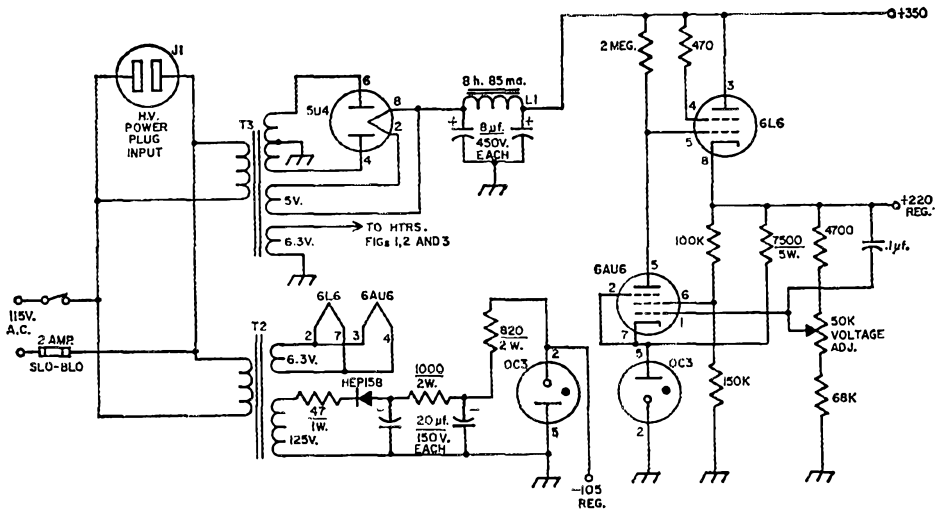 J1
H.V.
POWER
PLUG
INPUT
115V.
A.C.
2 AMP.
SLO-BLO
T3
5U4
6
8
2
4
5V.
6.3V.
TO HTRS.
FIGs 1, 2 AND 3
8 h. 85 ma.
L1
+
+
8 µf.
450V.
EACH
+350
2 MEG.
470
3
4
5
8
6L6
+220
REG.
100K
7500
5W.
4700
.1µf.
6AU6
5
2
6
1
7
50K
VOLTAGE
ADJ.
5
OC3
2
150K
68K
T2
6L6
6AU6
2
7
3
4
6.3V.
HEP158
47
1W.
125V.
1000
2W.
20µf.
150V.
EACH
-
-
820
2W.
OC3
2
5
-105
REG.